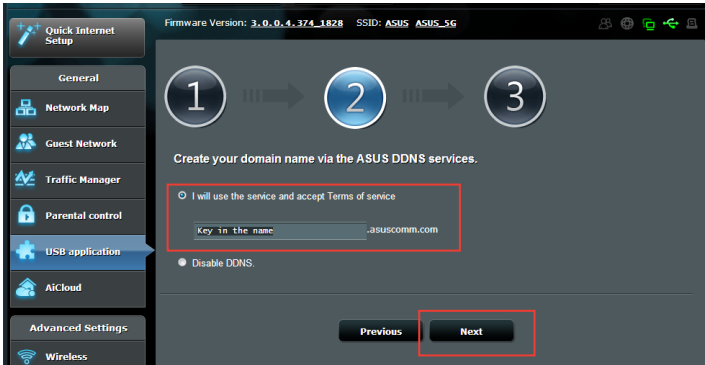 Quick Internet
Setup
Firmware Version: 3.0.0.4.374_1828 SSID: ASUS ASUS_5G
General
Network Map
Guest Network
Traffic Manager
Parental control
USB application
AiCloud
Advanced Settings
Wireless
1
2
3
Create your domain name via the ASUS DDNS services.
I will use the service and accept Terms of service
Key in the name .asuscomm.com
Disable DDNS.
Previous Next